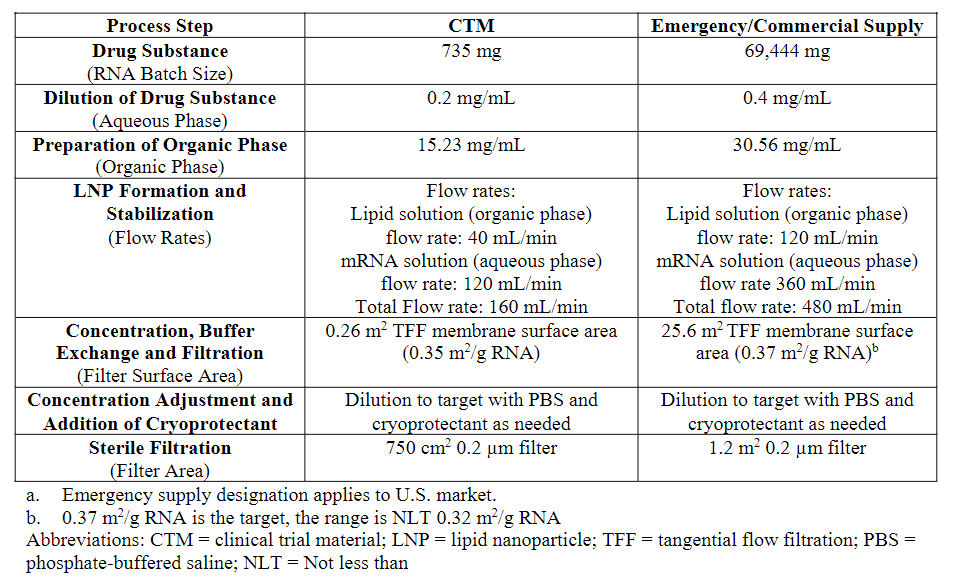 Process Step CTM Emergency/Commercial Supply
Drug Substance 735 mg 69,444 mg
(RNA Batch Size)
Dilution of Drug Substance 0.2 mg/mL 0.4 mg/mL
(Aqueous Phase)
Preparation of Organic Phase 15.23 mg/mL 30.56 mg/mL
(Organic Phase)
LNP Formation and Flow rates: Flow rates:
Stabilization Lipid solution (organic phase) Lipid solution (organic phase)
(Flow Rates) flow rate: 40 mL/min flow rate: 120 mL/min
mRNA solution (aqueous phase) mRNA solution (aqueous phase)
flow rate: 120 mL/min flow rate 360 mL/min
Total Flow rate: 160 mL/min Total flow rate: 480 mL/min
Concentration, Buffer 0.26 m² TFF membrane surface area 25.6 m² TFF membrane surface
Exchange and Filtration (0.35 m²/g RNA) area (0.37 m²/g RNA)ᵇ
(Filter Surface Area)
Concentration Adjustment and Dilution to target with PBS and Dilution to target with PBS and
Addition of Cryoprotectant cryoprotectant as needed cryoprotectant as needed
Sterile Filtration 750 cm² 0.2 µm filter 1.2 m² 0.2 µm filter
(Filter Area)
a. Emergency supply designation applies to U.S. market.
b. 0.37 m²/g RNA is the target, the range is NLT 0.32 m²/g RNA
Abbreviations: CTM = clinical trial material; LNP = lipid nanoparticle; TFF = tangential flow filtration; PBS =
phosphate-buffered saline; NLT = Not less than